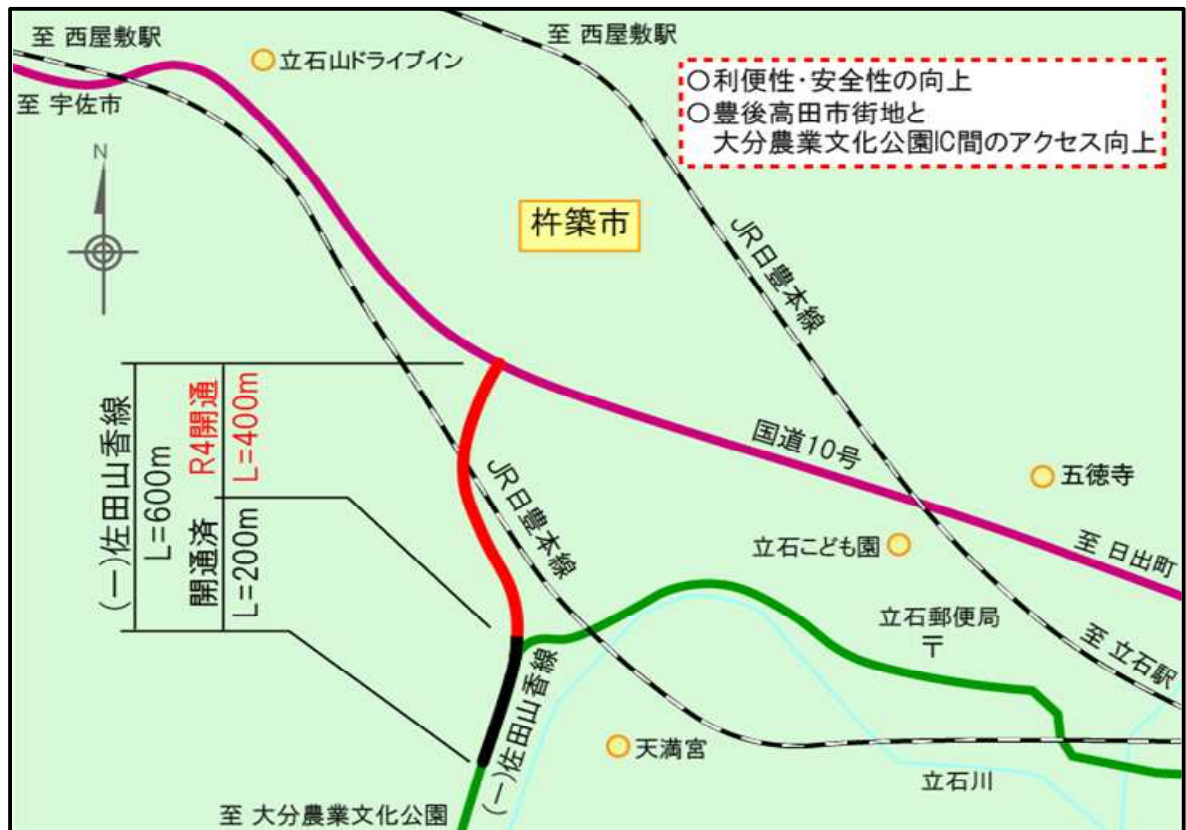 至 西屋敷駅
至 西屋敷駅
立石山ドライブイン
至 宇佐市
○利便性・安全性の向上
○豊後高田市街地と
大分農業文化公園IC間のアクセス向上
N
杵築市
JR日豊本線
(一)佐田山香線
L=600m
R4開通
L=400m
開通済
L=200m
国道10号
JR日豊本線
五徳寺
立石こども園
至 日出町
立石郵便局
〒
至 立石駅
(一)佐田山香線
天満宮
立石川
至 大分農業文化公園